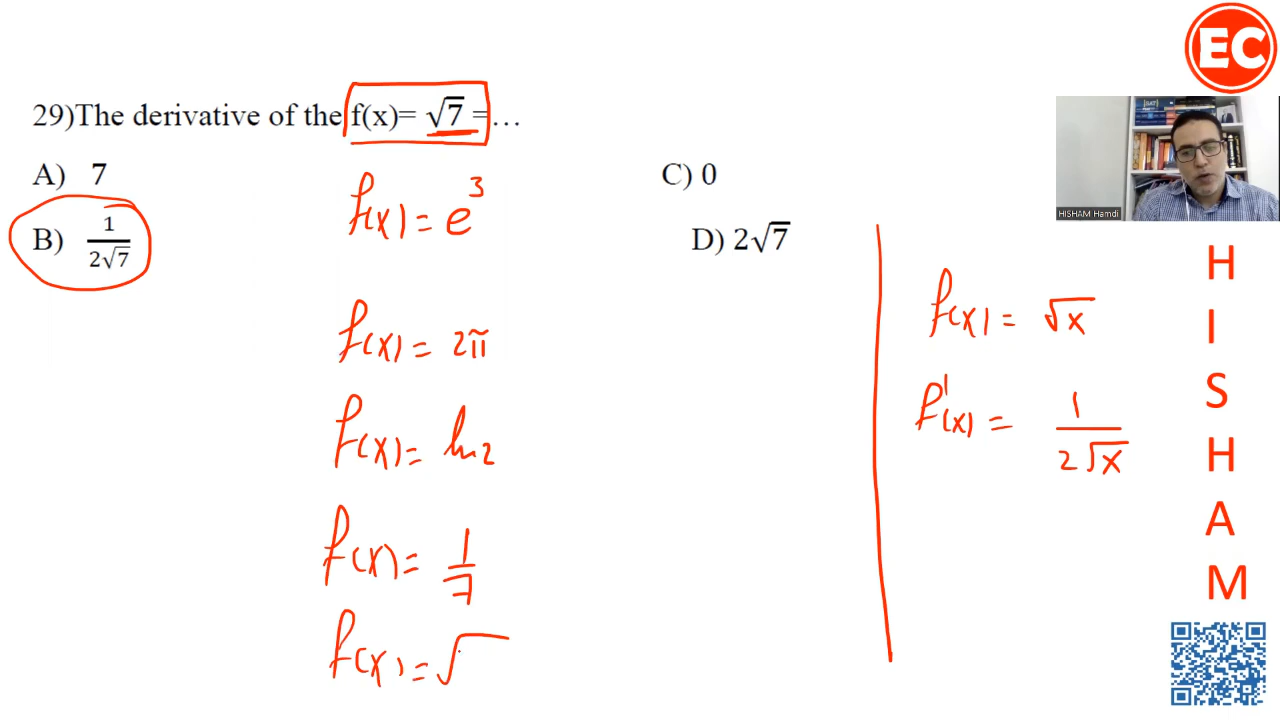 EC
29)The derivative of the f(x)= √7 =…
A) 7
C) 0
B) 1/(2√7)
D) 2√7
f(x) = e³
f(x) = 2π
f(x) = ln2
f(x) = 1/7
f(x) = √
f(x) = √x
f'(x) = 1/(2√x)
HISHAM Hamdi
H
I
S
H
A
M